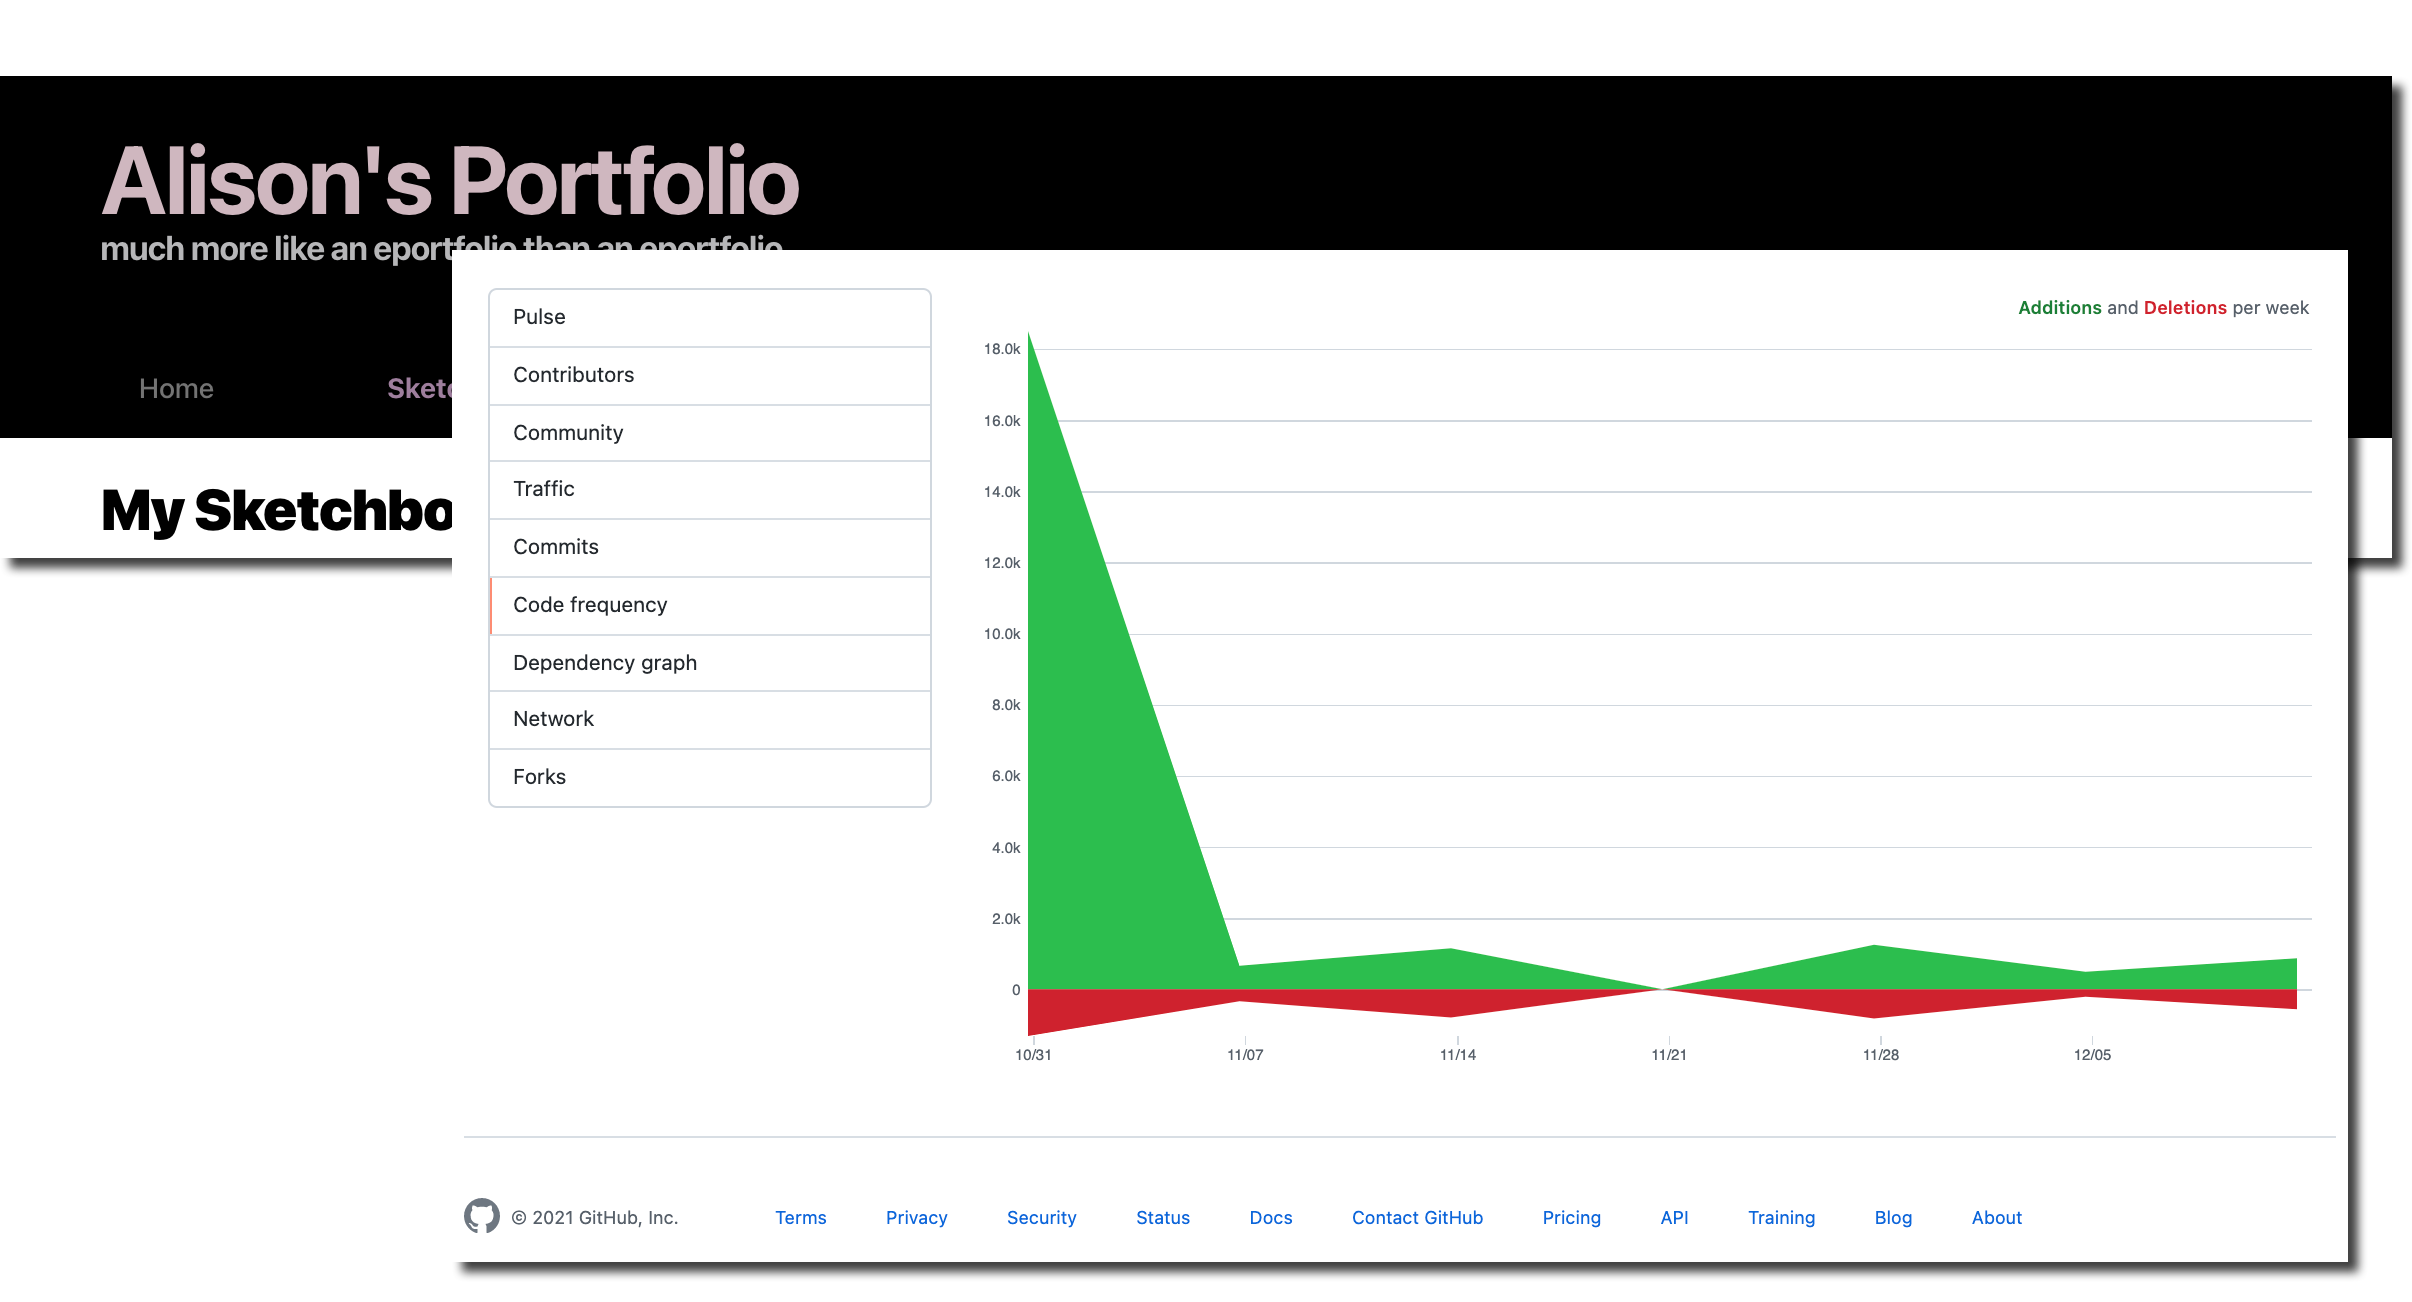 Alison's Portfolio
much more like an eportfolio than an eportfolio
Home
My
Pulse
Contributors
Community
Traffic
Commits
Code frequency
Dependency graph
Network
Forks
Additions and Deletions per week
18.0k
16.0k
14.0k
12.0k
10.0k
8.0k
6.0k
4.0k
2.0k
0
10/31 11/07 11/14 11/21 11/28 12/05
© 2021 GitHub, Inc. Terms Privacy Security Status Docs Contact GitHub Pricing API Training Blog About